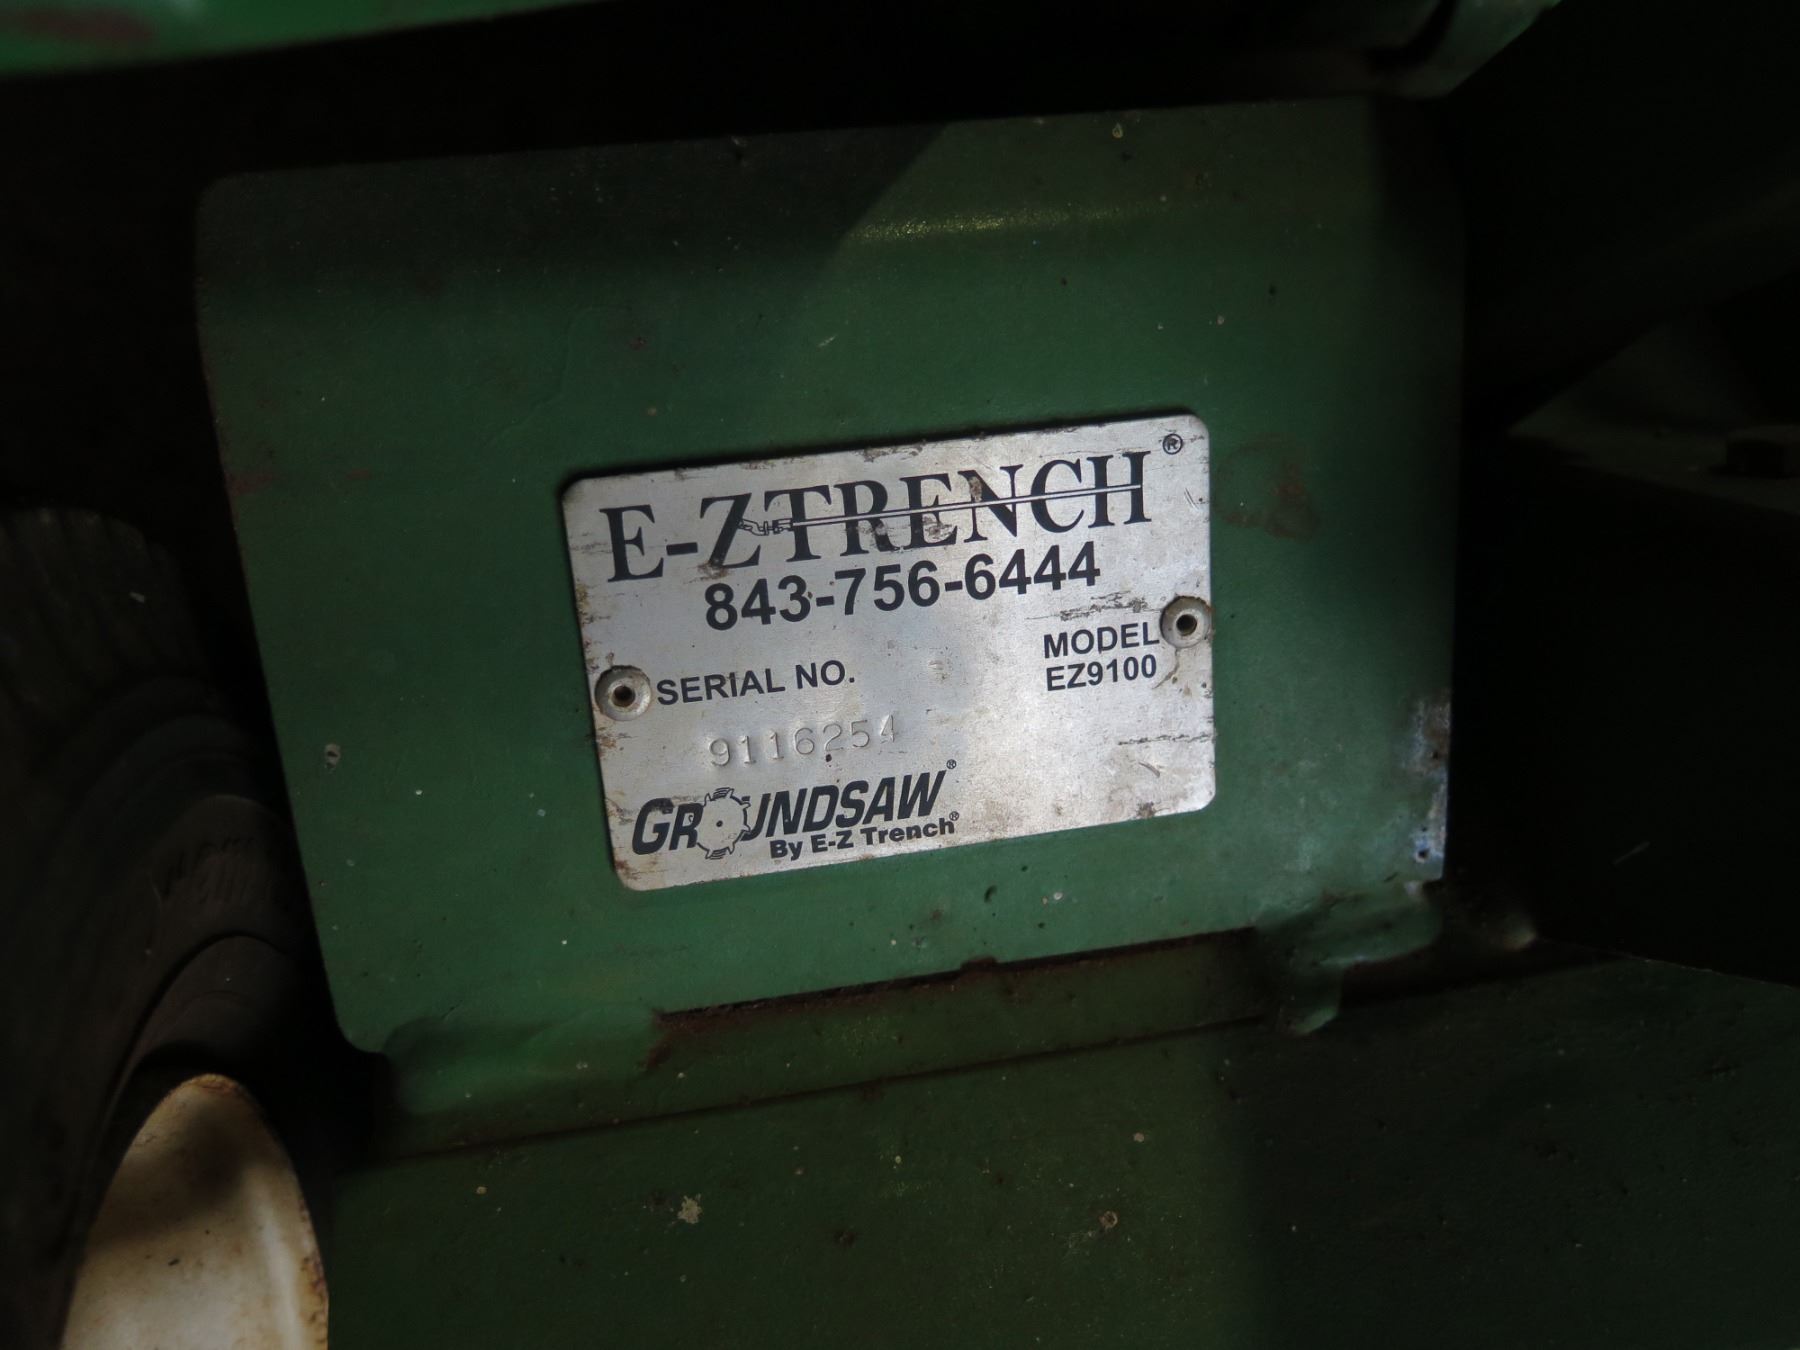 E-ZTRENCH®
843-756-6444
MODEL
EZ9100
SERIAL NO.
9116254
GROUNDSAW®
By E-Z Trench®